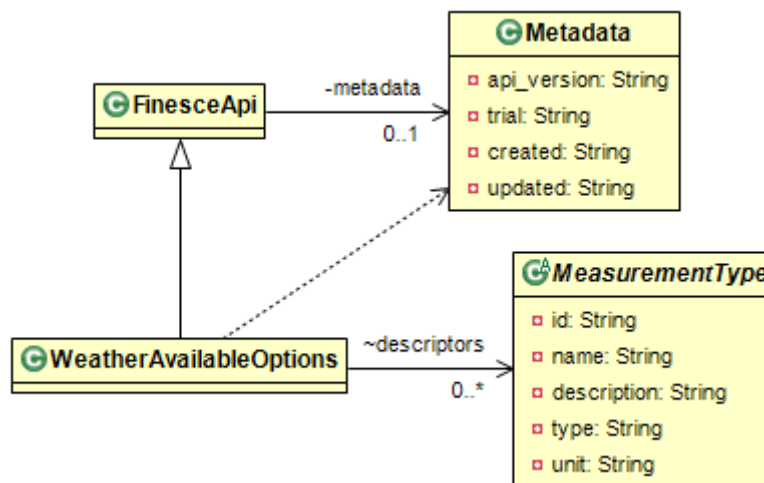 C Metadata
api_version: String
trial: String
created: String
updated: String
C FinesceApi
-metadata
0..1
C A MeasurementType
id: String
name: String
description: String
type: String
unit: String
C WeatherAvailableOptions
~descriptors
0..*